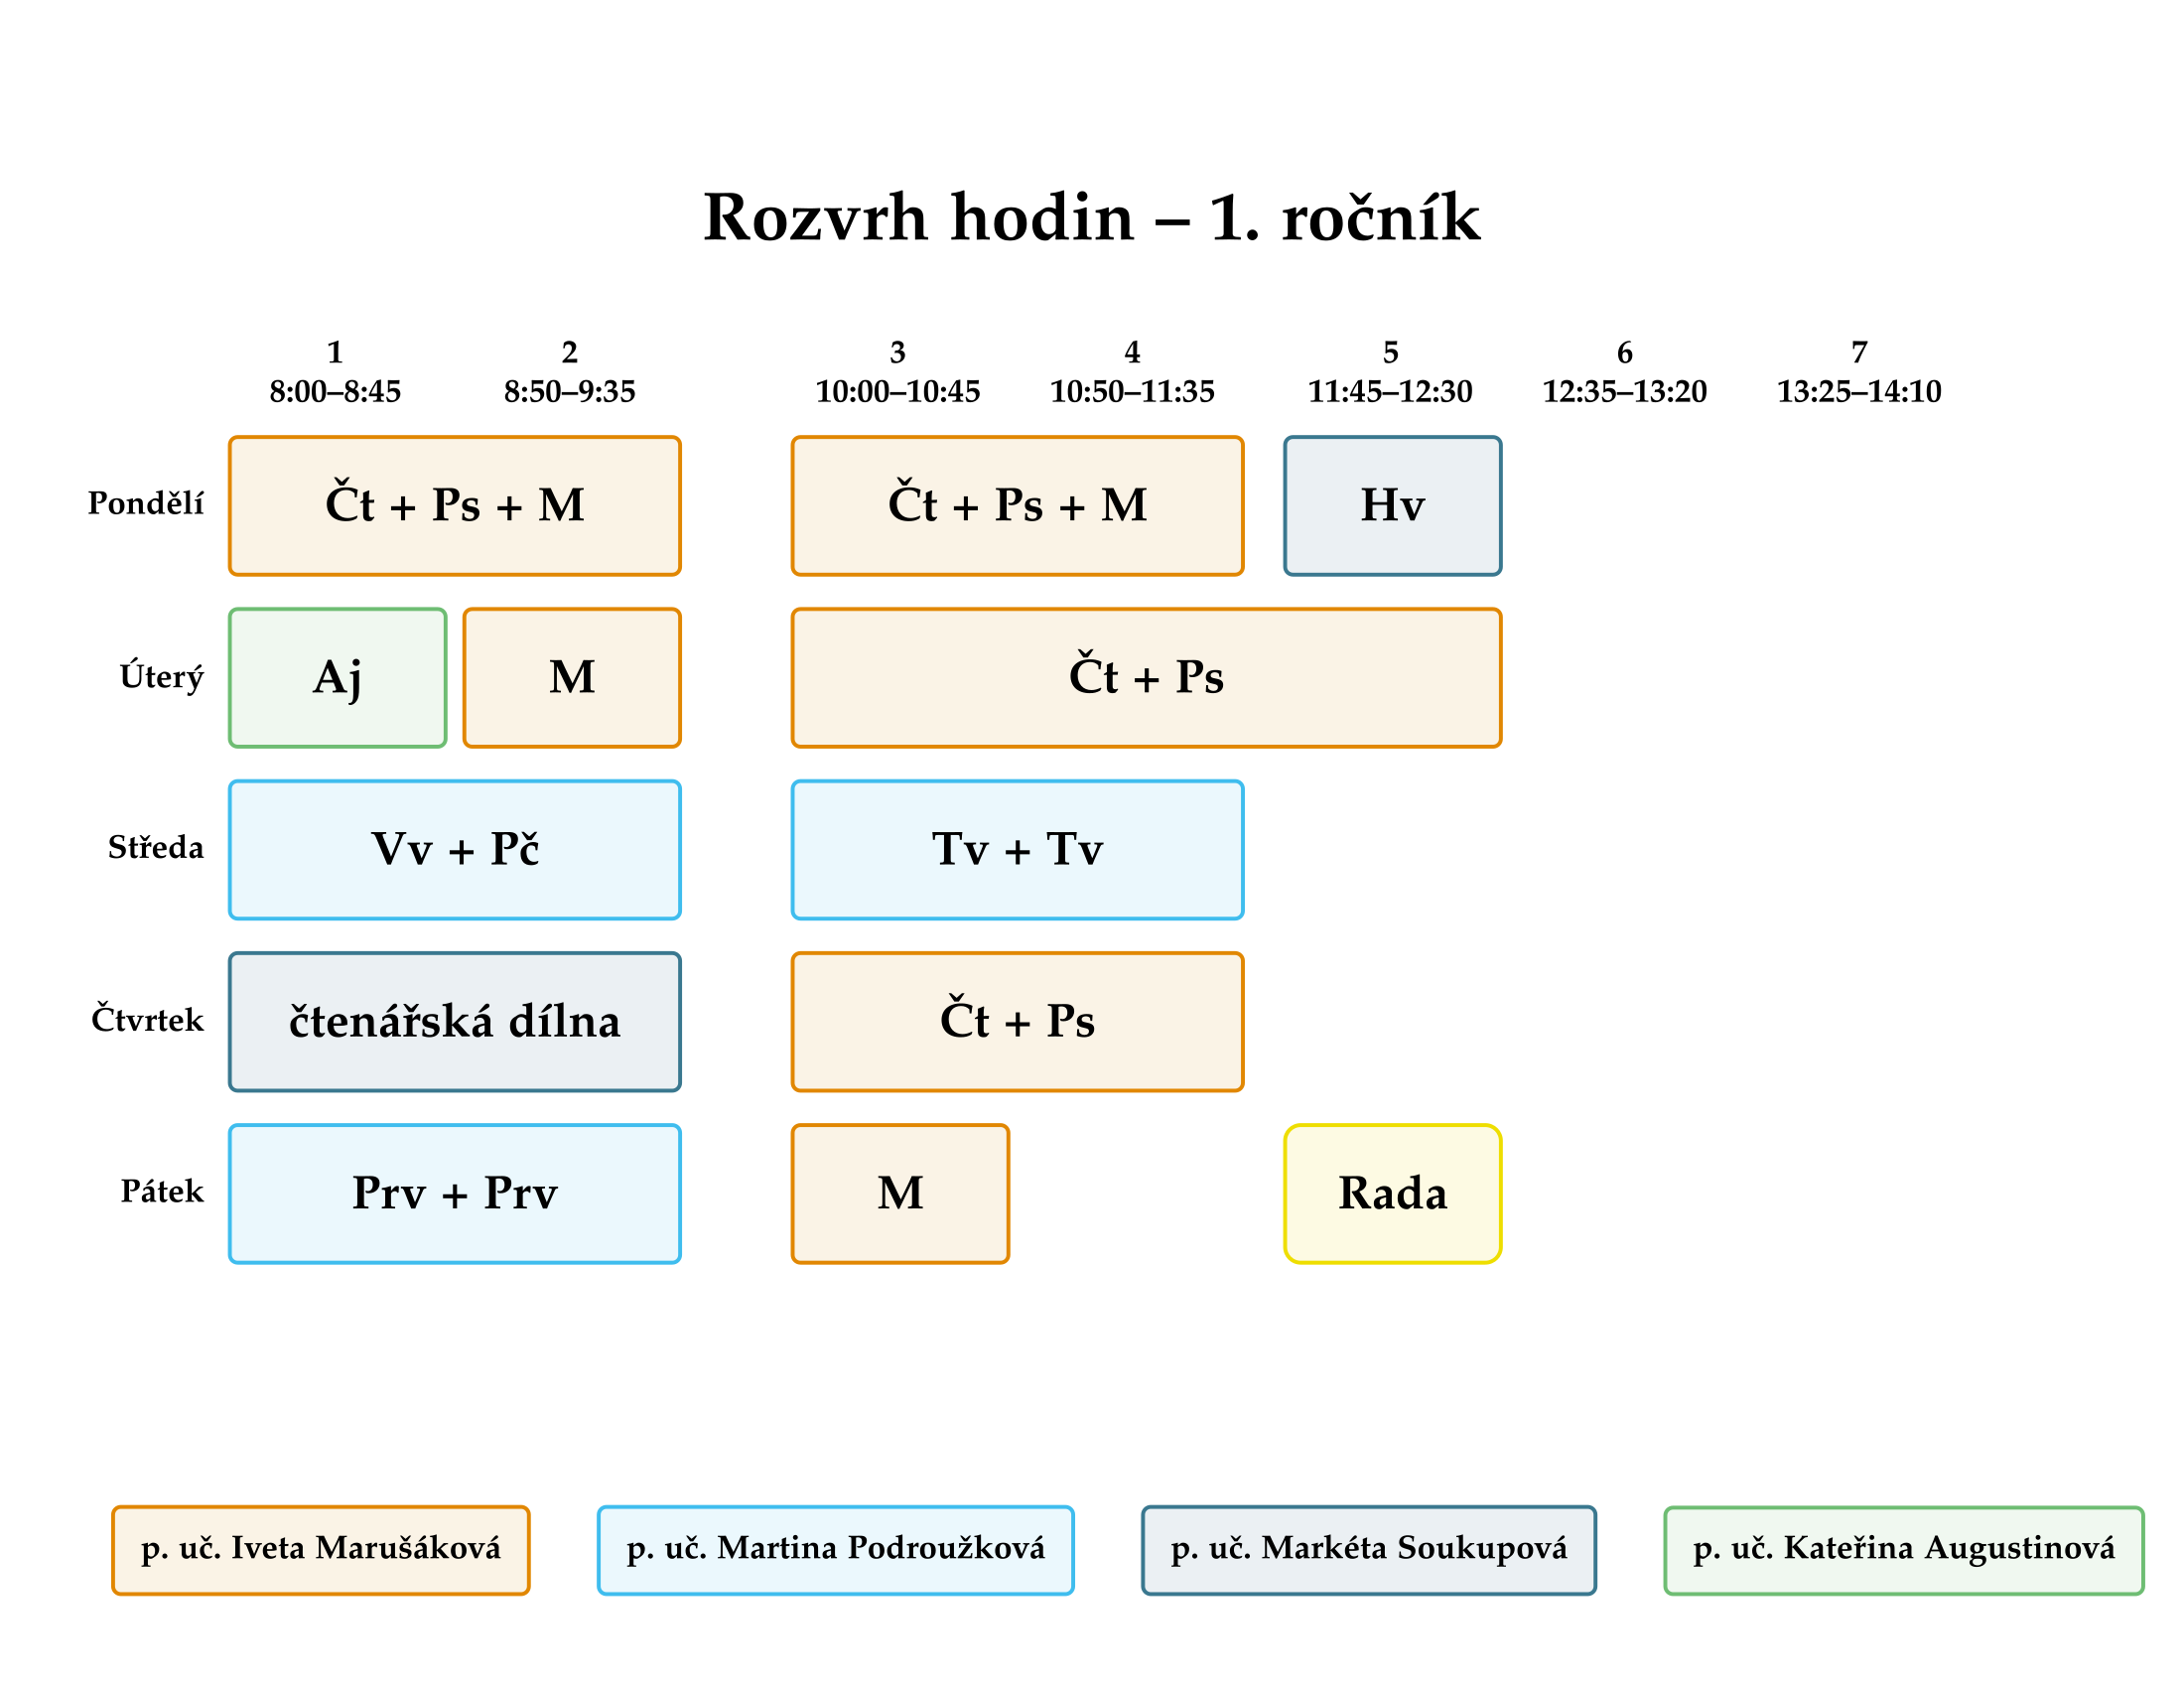 Rozvrh hodin – 1. ročník
1 2 3 4 5 6 7
8:00–8:45 8:50–9:35 10:00–10:45 10:50–11:35 11:45–12:30 12:35–13:20 13:25–14:10
Pondělí Čt + Ps + M Čt + Ps + M Hv
Úterý Aj M Čt + Ps
Středa Vv + Pč Tv + Tv
Čtvrtek čtenářská dílna Čt + Ps
Pátek Prv + Prv M Rada
p. uč. Iveta Marušáková p. uč. Martina Podroužková p. uč. Markéta Soukupová p. uč. Kateřina Augustinová